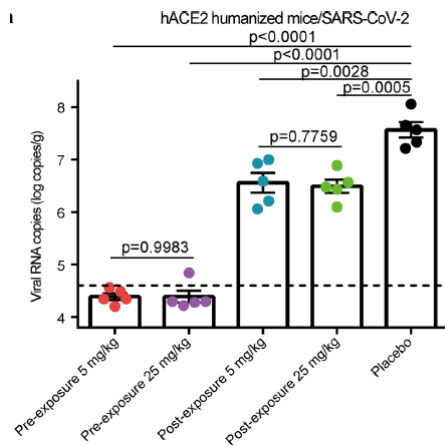 hACE2 humanized mice/SARS-CoV-2
p<0.0001
p<0.0001
p=0.0028
p=0.0005
p=0.7759
p=0.9983
Viral RNA copies (log copies/g)
8
7
6
5
4
Pre-exposure 5 mg/kg
Pre-exposure 25 mg/kg
Post-exposure 5 mg/kg
Post-exposure 25 mg/kg
Placebo